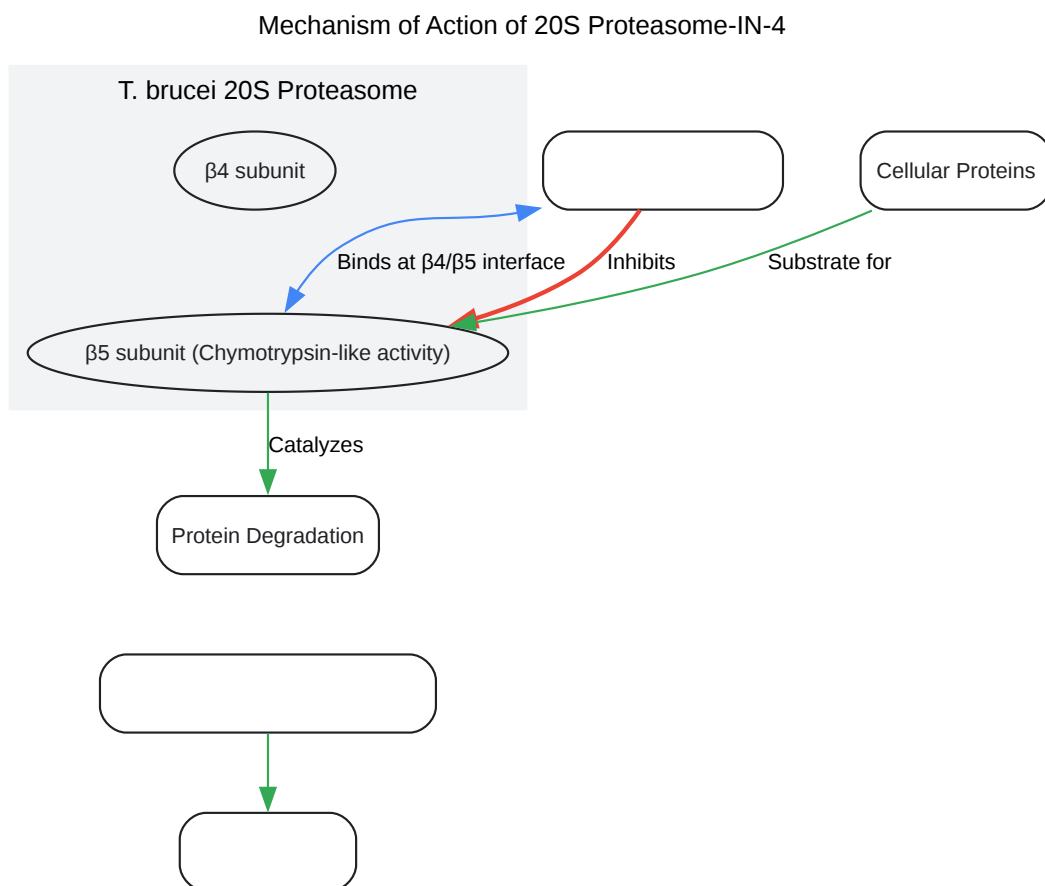 Mechanism of Action of 20S Proteasome-IN-4
T. brucei 20S Proteasome
β4 subunit
Cellular Proteins
Binds at β4/β5 interface
Inhibits
Substrate for
β5 subunit (Chymotrypsin-like activity)
Catalyzes
Protein Degradation